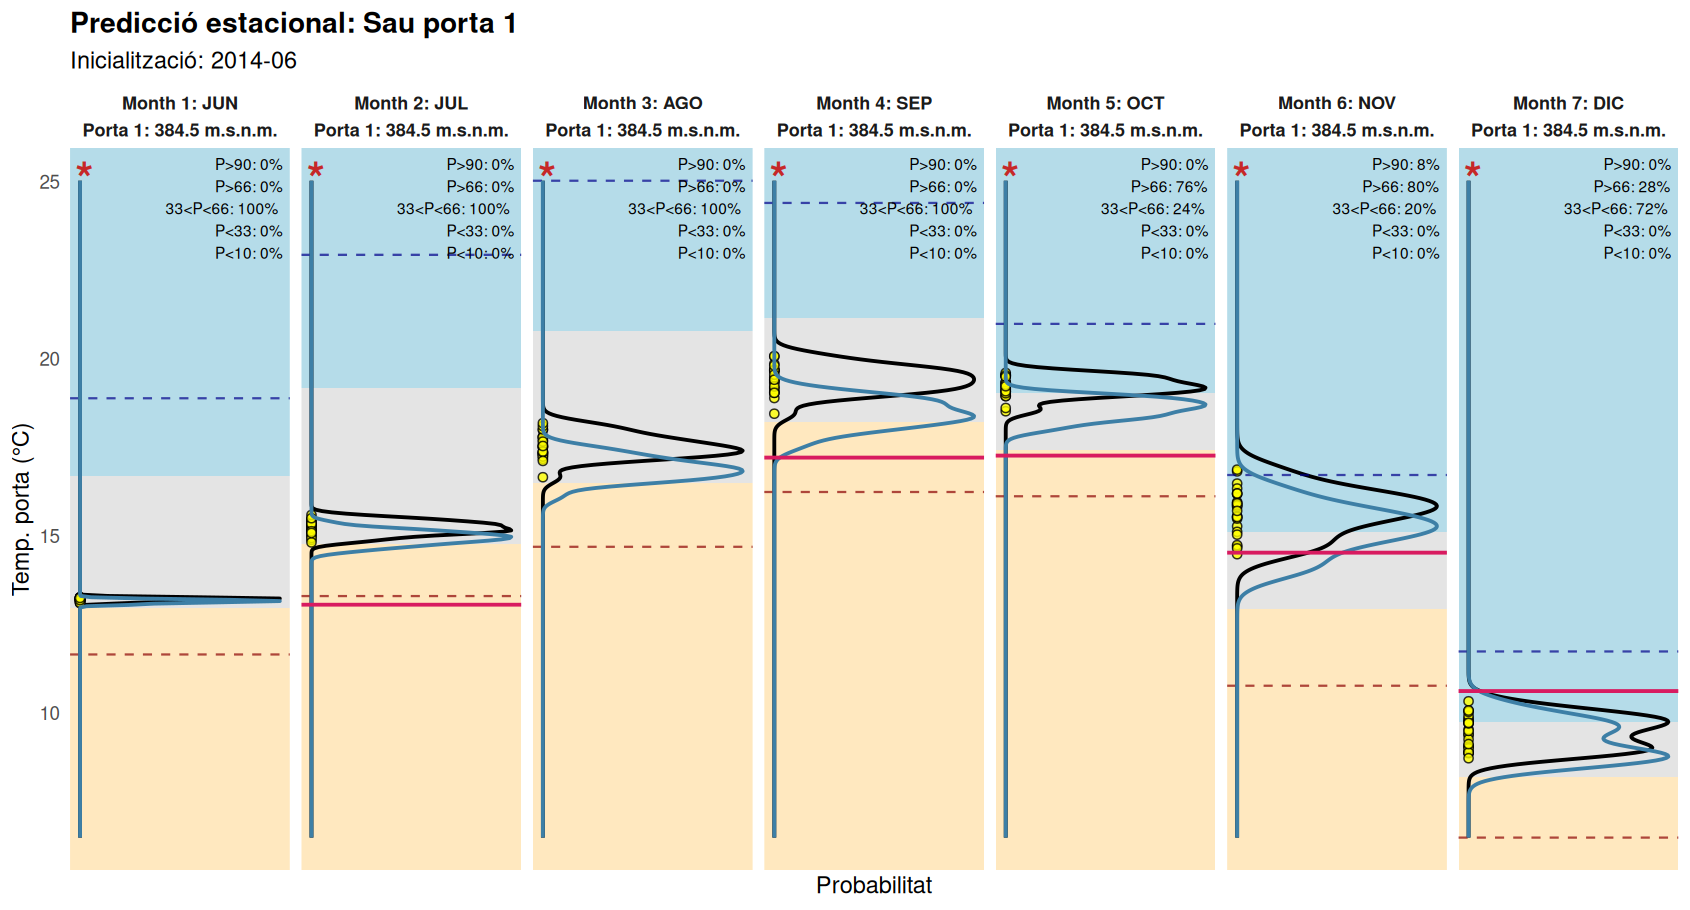 Predicció estacional: Sau porta 1
Inicialització: 2014-06
Month 1: JUN
Porta 1: 384.5 m.s.n.m.
Month 2: JUL
Porta 1: 384.5 m.s.n.m.
Month 3: AGO
Porta 1: 384.5 m.s.n.m.
Month 4: SEP
Porta 1: 384.5 m.s.n.m.
Month 5: OCT
Porta 1: 384.5 m.s.n.m.
Month 6: NOV
Porta 1: 384.5 m.s.n.m.
Month 7: DIC
Porta 1: 384.5 m.s.n.m.
Temp. porta (°C)
25
20
15
10
*
P>90: 0%
P>66: 0%
33<P<66: 100%
P<33: 0%
P<10: 0%
*
P>90: 0%
P>66: 0%
33<P<66: 100%
P<33: 0%
P<10: 0%
*
P>90: 0%
P>66: 0%
33<P<66: 100%
P<33: 0%
P<10: 0%
*
P>90: 0%
P>66: 0%
33<P<66: 100%
P<33: 0%
P<10: 0%
*
P>90: 0%
P>66: 76%
33<P<66: 24%
P<33: 0%
P<10: 0%
*
P>90: 8%
P>66: 80%
33<P<66: 20%
P<33: 0%
P<10: 0%
*
P>90: 0%
P>66: 28%
33<P<66: 72%
P<33: 0%
P<10: 0%
Probabilitat